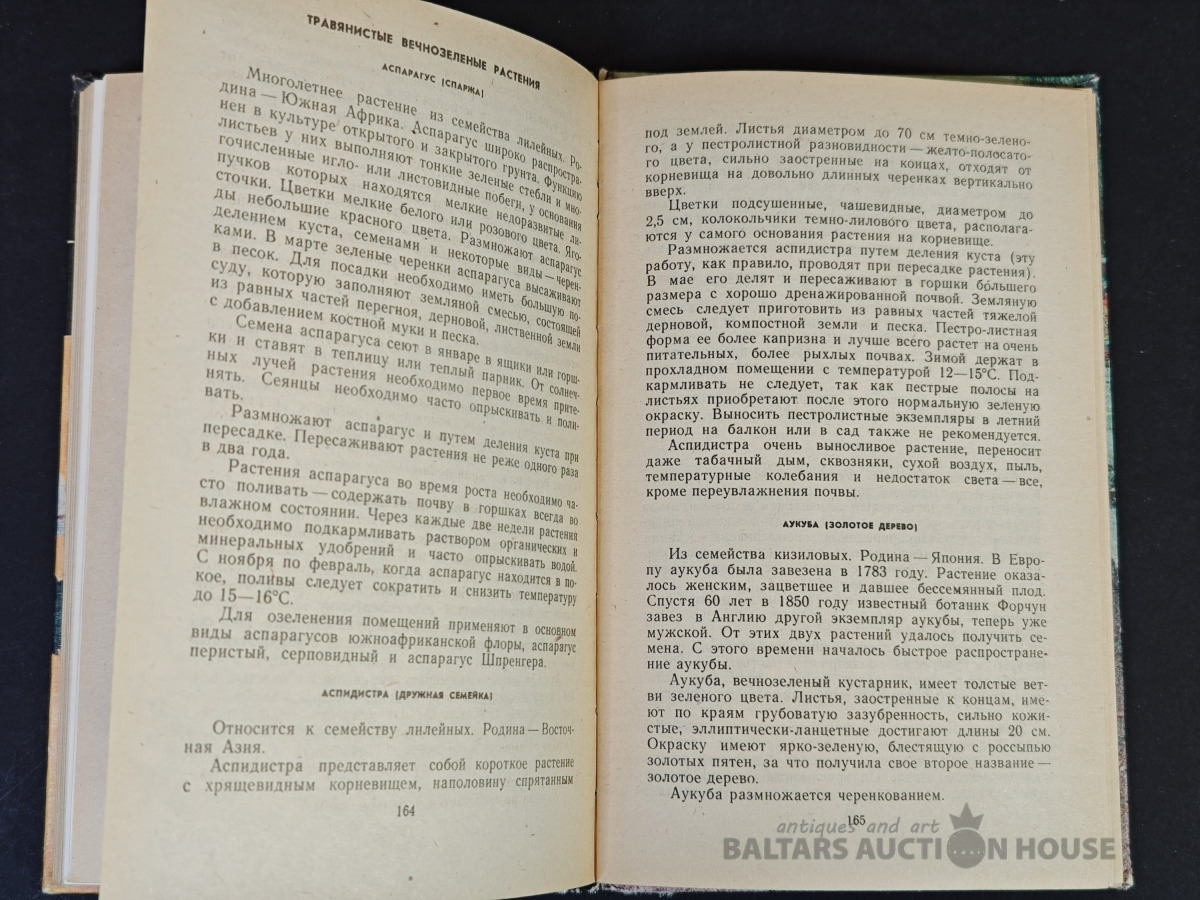 ТРАВЯНИСТЫЕ ВЕЧНОЗЕЛЕНЫЕ РАСТЕНИЯ
АСПАРАГУС (СПАРЖА)
Многолетнее растение из семейства лилейных. Ро-
дина — Южная Африка. Аспарагус широко распростра-
нен в культуре открытого и закрытого грунта. Функцию
листьев у них выполняют тонкие зеленые стебли и мно-
гочисленные игло- или листовидные побеги, у основания
пучков которых находятся мелкие недоразвитые ли-
сточки. Цветки мелкие белого или розового цвета. Яго-
ды небольшие красного цвета. Размножают аспарагус
делением куста, семенами и некоторые виды — черен-
ками. В марте зеленые черенки аспарагуса высаживают
в песок. Для посадки необходимо иметь большую по-
суду, которую заполняют земляной смесью, состоящей
из равных частей перегноя, дерновой, лиственной земли
с добавлением костной муки и песка.
Семена аспарагуса сеют в январе в ящики или горш-
ки и ставят в теплицу или теплый парник. От солнеч-
ных лучей растения необходимо первое время прите-
нять. Сеянцы необходимо часто опрыскивать и поли-
вать.
Размножают аспарагус и путем деления куста при
пересадке. Пересаживают растения не реже одного раза
в два года.
Растения аспарагуса во время роста необходимо ча-
сто поливать — содержать почву в горшках всегда во
влажном состоянии. Через каждые две недели растения
необходимо подкармливать раствором органических и
минеральных удобрений и часто опрыскивать водой.
С ноября по февраль, когда аспарагус находится в по-
кое, поливы следует сократить и снизить температуру
до 15—16°С.
Для озеленения помещений применяют в основном
виды аспарагусов южноафриканской флоры, аспарагус
перистый, серповидный и аспарагус Шпренгера.
АСПИДИСТРА (ДРУЖНАЯ СЕМЕЙКА)
Относится к семейству лилейных. Родина — Восточ-
ная Азия.
Аспидистра представляет собой короткое растение
с хрящевидным корневищем, наполовину спрятанным
164
под землей. Листья диаметром до 70 см темно-зелено-
го, а у пестролистной разновидности — желто-полосато-
го цвета, сильно заостренные на концах, отходят от
корневища на довольно длинных черенках вертикально
вверх.
Цветки подсушенные, чашевидные, диаметром до
2,5 см, колокольчики темно-лилового цвета, располага-
ются у самого основания растения на корневище.
Размножается аспидистра путем деления куста (эту
работу, как правило, проводят при пересадке растения).
В мае его делят и пересаживают в горшки бо́льшего
размера с хорошо дренажированной почвой. Земляную
смесь следует приготовить из равных частей тяжелой
дерновой, компостной земли и песка. Пестро-листная
форма ее более капризна и лучше всего растет на очень
питательных, более рыхлых почвах. Зимой держат в
прохладном помещении с температурой 12—15°С. Под-
кармливать не следует, так как пестрые полосы на
листьях приобретают после этого нормальную зеленую
окраску. Выносить пестролистные экземпляры в летний
период на балкон или в сад также не рекомендуется.
Аспидистра очень выносливое растение, переносит
даже табачный дым, сквозняки, сухой воздух, пыль,
температурные колебания и недостаток света — все,
кроме переувлажнения почвы.
АУКУБА (ЗОЛОТОЕ ДЕРЕВО)
Из семейства кизиловых. Родина — Япония. В Евро-
пу аукуба была завезена в 1783 году. Растение оказа-
лось женским, зацветшее и давшее бессемянный плод.
Спустя 60 лет в 1850 году известный ботаник Форчун
завез в Англию другой экземпляр аукубы, теперь уже
мужской. От этих двух растений удалось получить се-
мена. С этого времени началось быстрое распростране-
ние аукубы.
Аукуба, вечнозеленый кустарник, имеет толстые вет-
ви зеленого цвета. Листья, заостренные к концам, име-
ют по краям грубоватую зазубренность, сильно кожи-
стые, эллиптически-ланцетные достигают длины 20 см.
Окраску имеют ярко-зеленую, блестящую с россыпью
золотых пятен, за что получила свое второе название —
золотое дерево.
Аукуба размножается черенкованием.
165
antiques and art
BALTARS AUCTION HOUSE